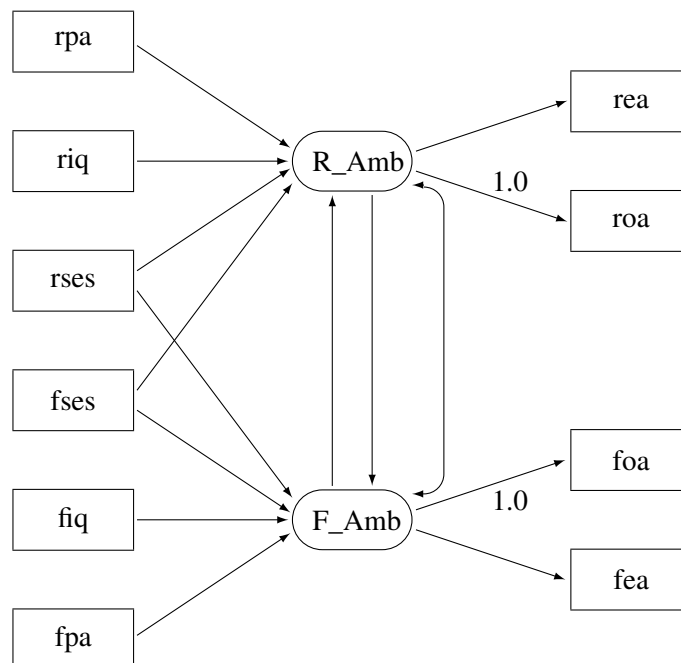 rpa
rea
riq
R_Amb
1.0
roa
rses
fses
foa
1.0
fiq
F_Amb
fea
fpa